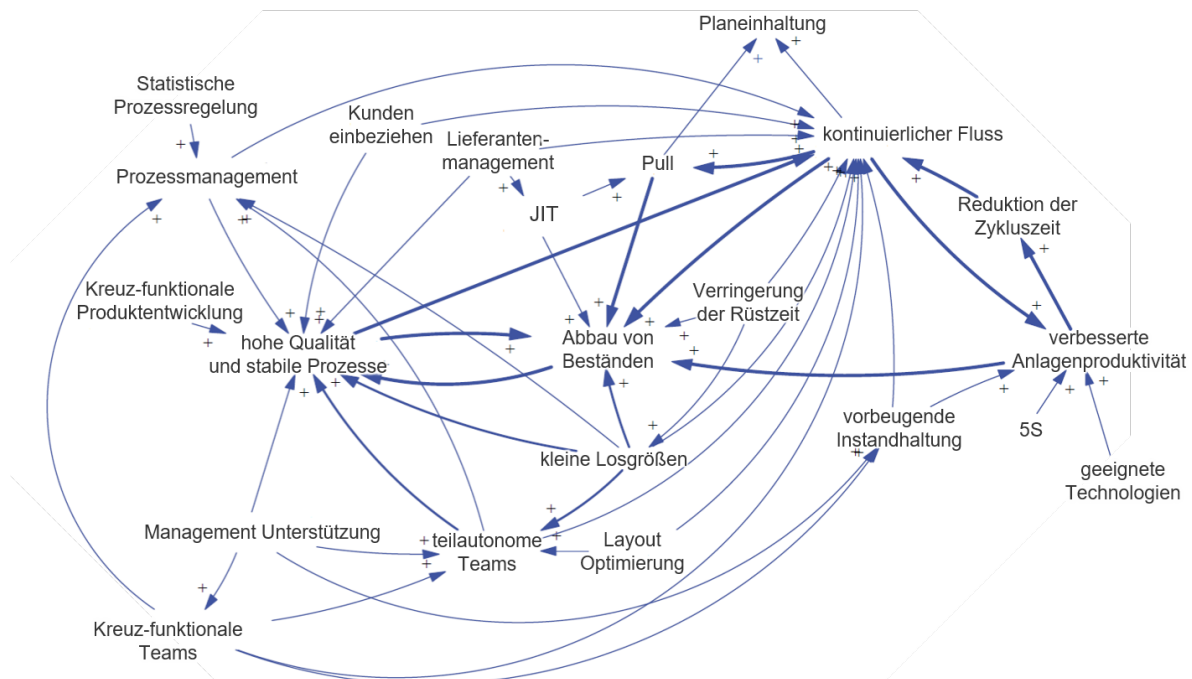 Planeinhaltung
Statistische
Prozessregelung
Kunden
einbeziehen
Lieferanten-
management
kontinuierlicher Fluss
Pull
Prozessmanagement
JIT
Reduktion der
Zykluszeit
Kreuz-funktionale
Produktentwicklung
Verringerung
der Rüstzeit
hohe Qualität
und stabile Prozesse
Abbau von
Beständen
verbesserte
Anlagenproduktivität
vorbeugende
Instandhaltung
5S
kleine Losgrößen
geeignete
Technologien
Management Unterstützung
teilautonome
Teams
Layout
Optimierung
Kreuz-funktionale
Teams